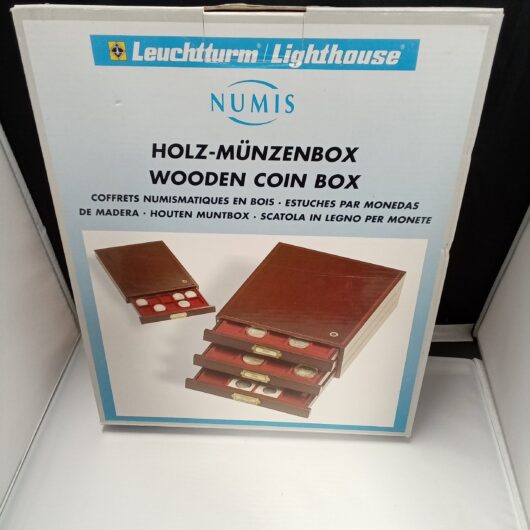 Leuchtturm | Lighthouse
NUMIS
HOLZ-MÜNZENBOX
WOODEN COIN BOX
COFFRETS NUMISMATIQUES EN BOIS · ESTUCHES PAR MONEDAS
DE MADERA · HOUTEN MUNTBOX · SCATOLA IN LEGNO PER MONETE